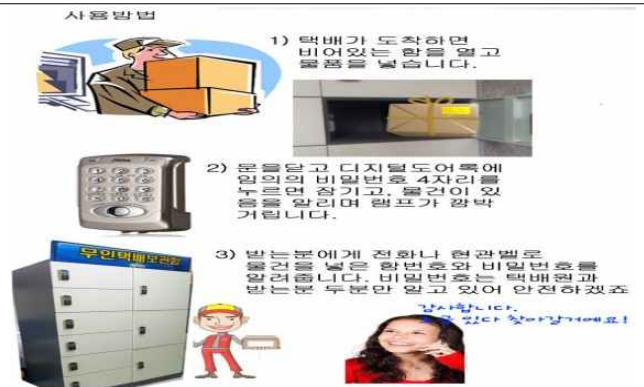 사용방법
1) 택배가 도착하면
비어있는 함을 열고
물품을 넣습니다.
2) 문을닫고 디지털도어록에
임의의 비밀번호 4자리를
누르면 잠기고, 물건이 있
음을 알리며 램프가 깜박
거립니다.
무인택배보관함
3) 받는분에게 전화나 현관벨로
물건을 넣은 함번호와 비밀번호를
알려줍니다. 비밀번호는 택배원과
받는분 두분만 알고 있어 안전하겠죠
감사합니다.
있다 찾아갈거예요!